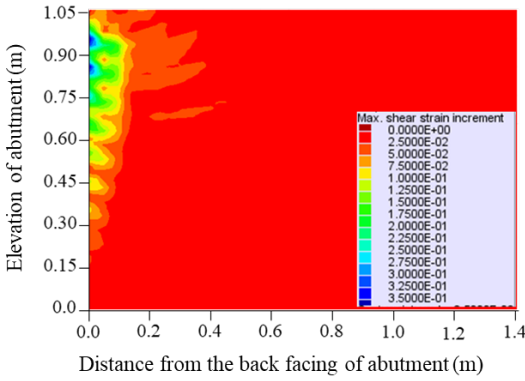 1.05
0.90
0.75
0.60
0.45
0.30
0.15
0.0
Elevation of abutment (m)
Max. shear strain increment
0.0000E+00
2.5000E-02
5.0000E-02
7.5000E-02
1.0000E-01
1.2500E-01
1.5000E-01
1.7500E-01
2.0000E-01
2.2500E-01
2.5000E-01
2.7500E-01
3.0000E-01
3.2500E-01
3.5000E-01
0.0 0.2 0.4 0.6 0.8 1.0 1.2 1.4
Distance from the back facing of abutment (m)